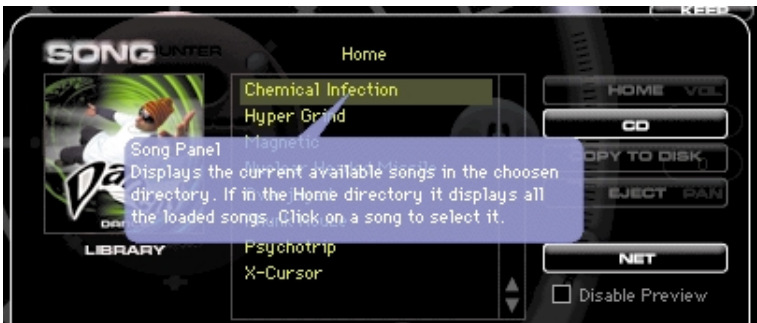 KEEP
SONG HUNTER
Home
Chemical Infection
HOME VOL
Hyper Grind
CD
Magnetic
COPY TO DISK
Song Panel
Displays the current available songs in the choosen
directory. If in the Home directory it displays all
the loaded songs. Click on a song to select it.
EJECT PAN
LIBRARY
Psychotrip
NET
X-Cursor
Disable Preview